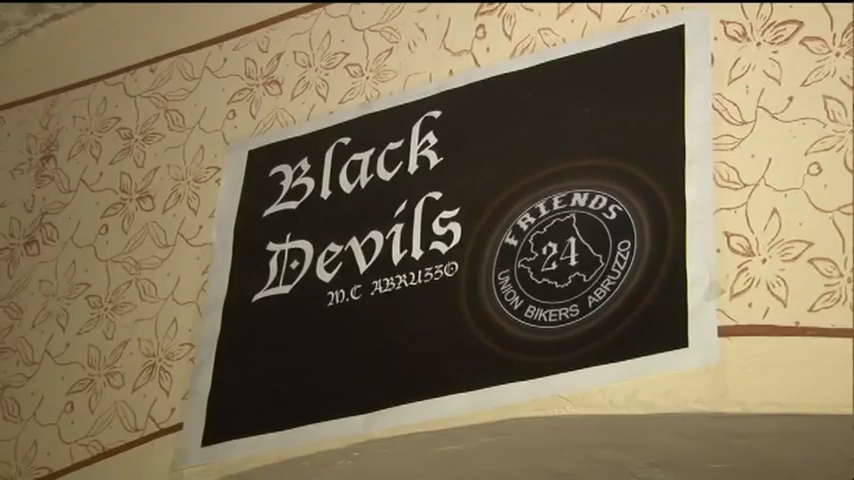 Black
Devils
M.C ABRUZZO
FRIENDS
24
UNION BIKERS ABRUZZO